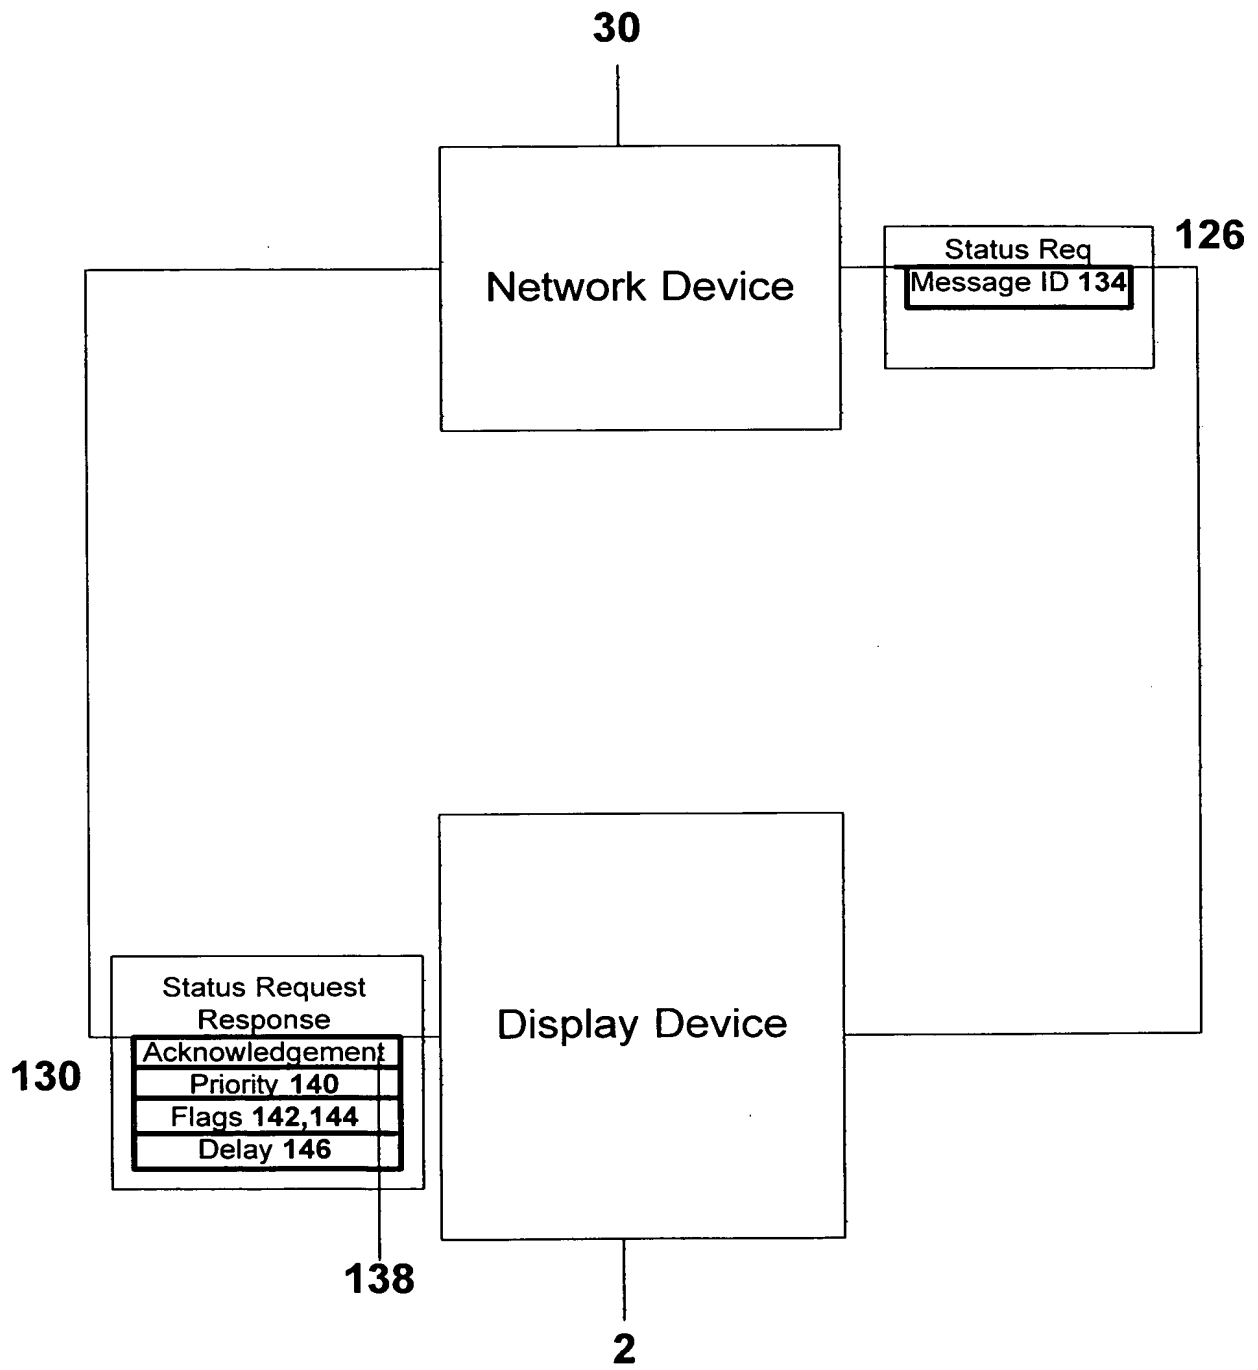 30
Network Device
Status Req
126
Message ID 134
Status Request
Response
Acknowledgement
Priority 140
Flags 142,144
Delay 146
130
138
Display Device
2